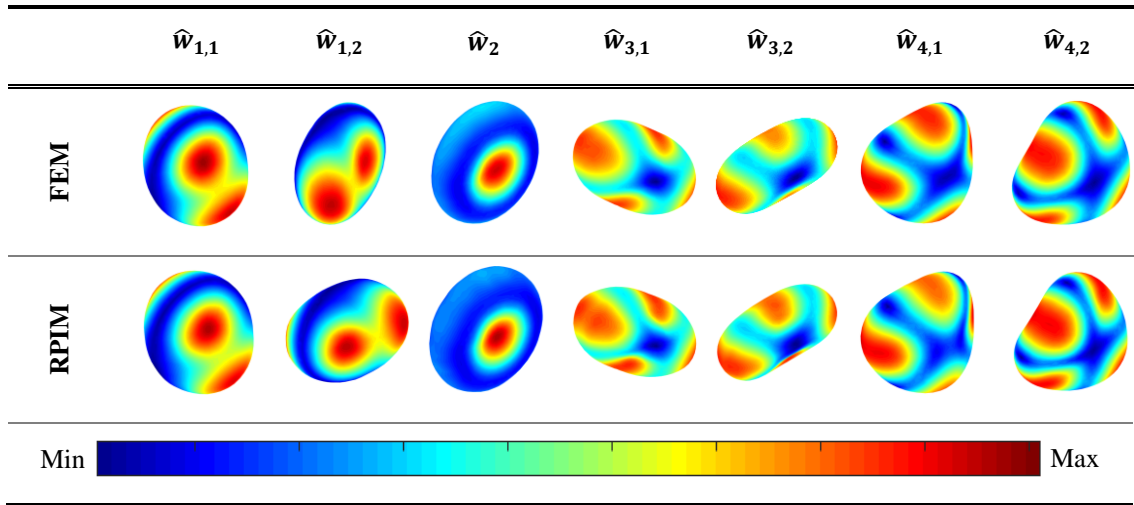 ŵ₁,₁ ŵ₁,₂ ŵ₂ ŵ₃,₁ ŵ₃,₂ ŵ₄,₁ ŵ₄,₂
FEM
RPIM
Min Max